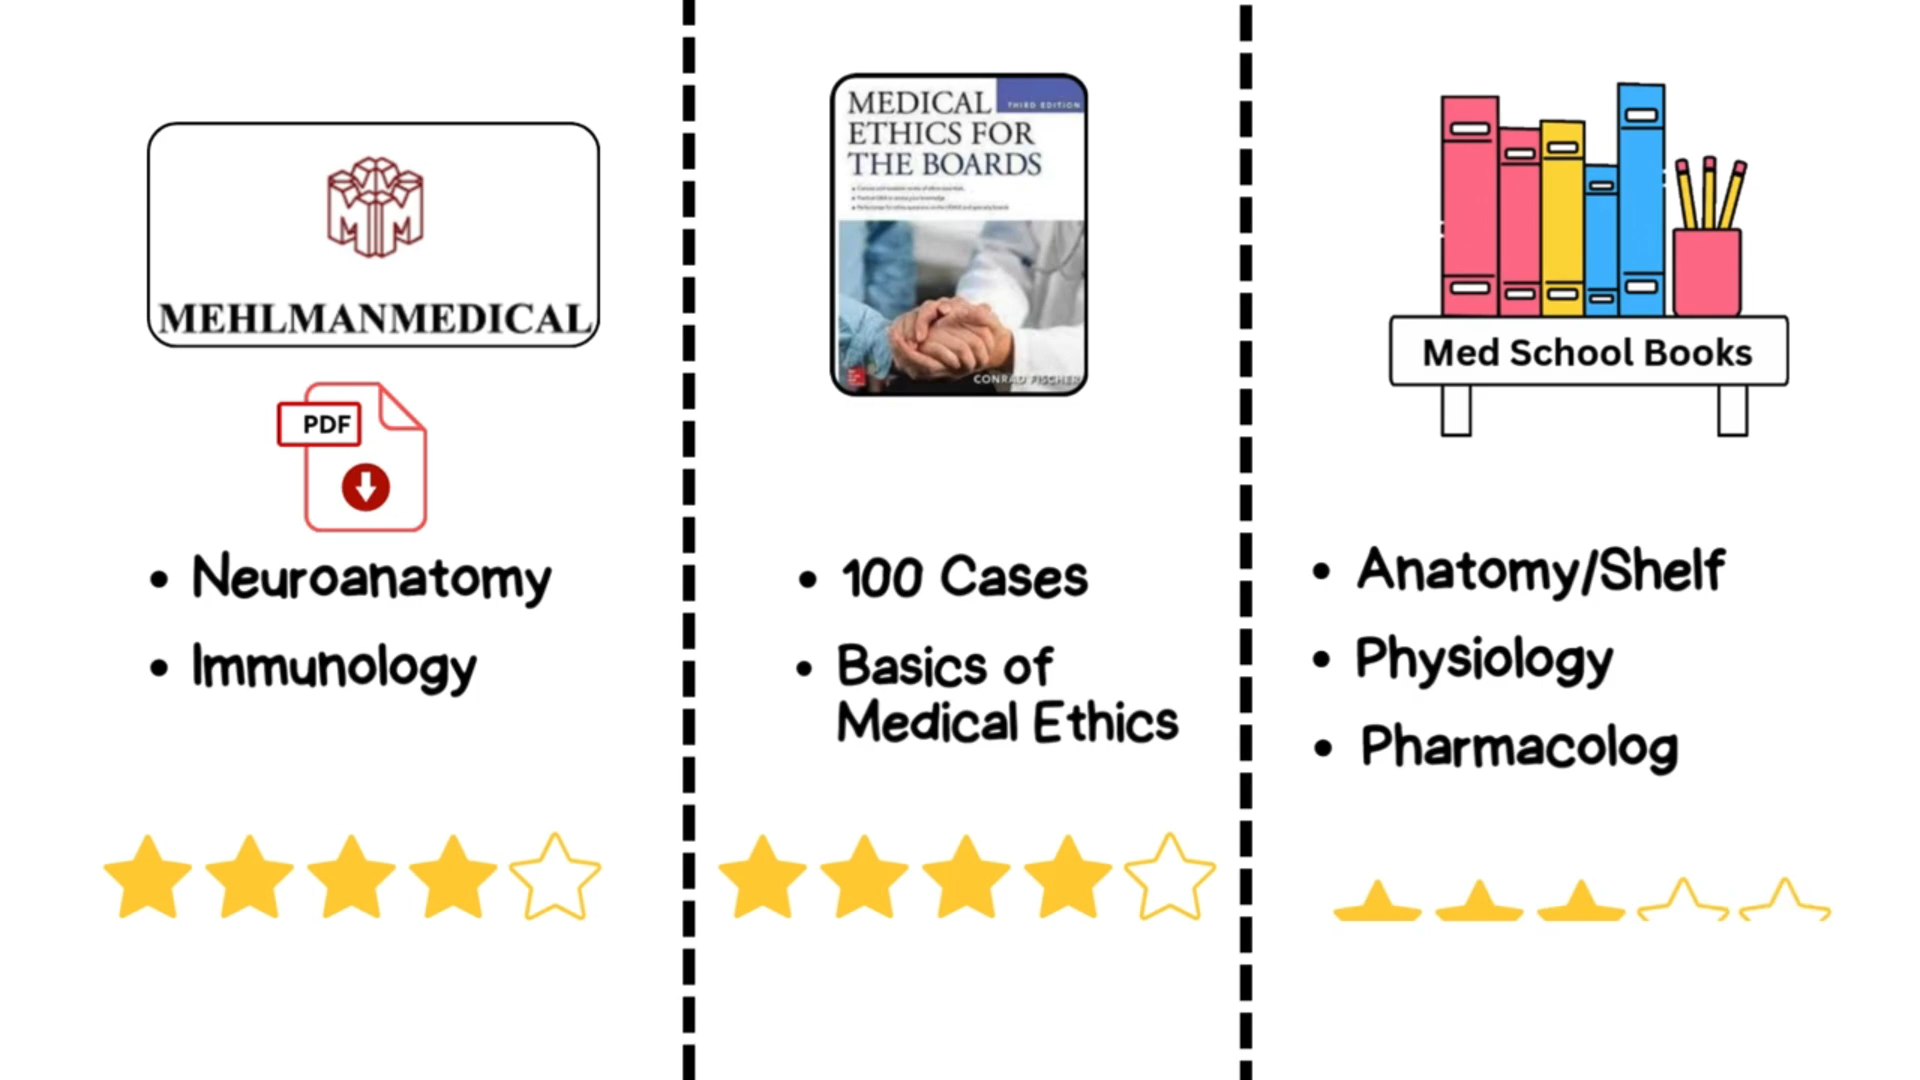 MEHLMANMEDICAL
PDF
• Neuroanatomy
• Immunology
THIRD EDITION
MEDICAL
ETHICS FOR
THE BOARDS
CONRAD FISCHER
• 100 Cases
• Basics of
Medical Ethics
Med School Books
• Anatomy/Shelf
• Physiology
• Pharmacolog